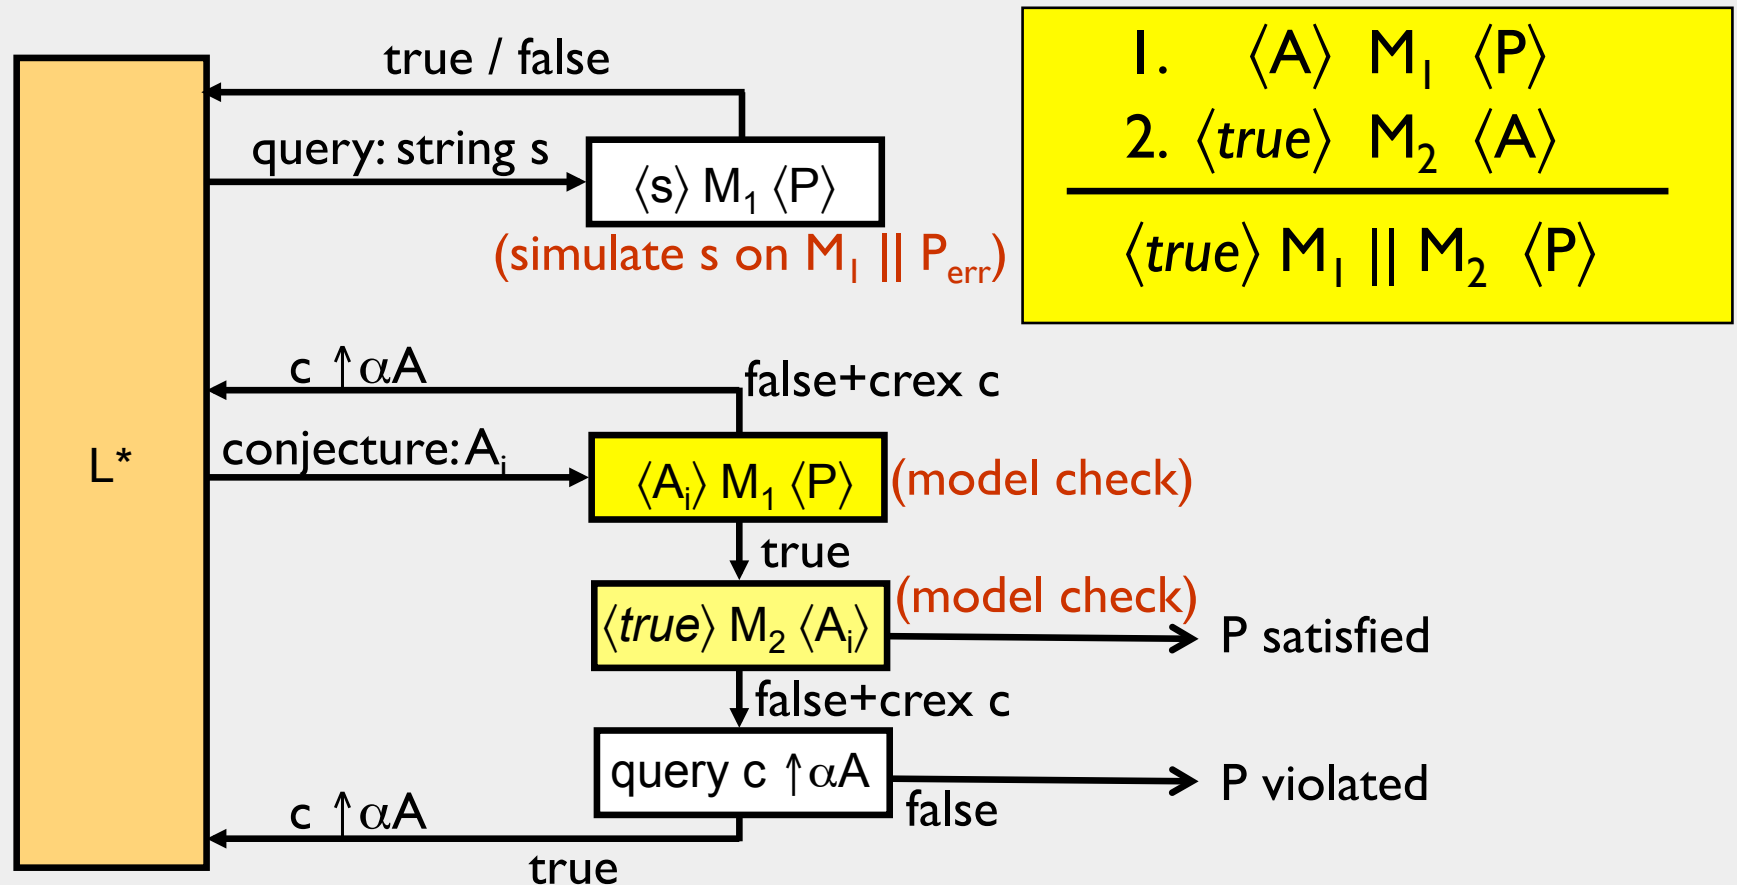 true / false
query: string s
⟨s⟩ M₁ ⟨P⟩
(simulate s on M₁ || P_err)
1. ⟨A⟩ M₁ ⟨P⟩
2. ⟨true⟩ M₂ ⟨A⟩
⟨true⟩ M₁ || M₂ ⟨P⟩
c ↑αA
false+crex c
L*
conjecture: Aᵢ
⟨Aᵢ⟩ M₁ ⟨P⟩
(model check)
true
⟨true⟩ M₂ ⟨Aᵢ⟩
(model check)
P satisfied
false+crex c
query c ↑αA
false
P violated
c ↑αA
true